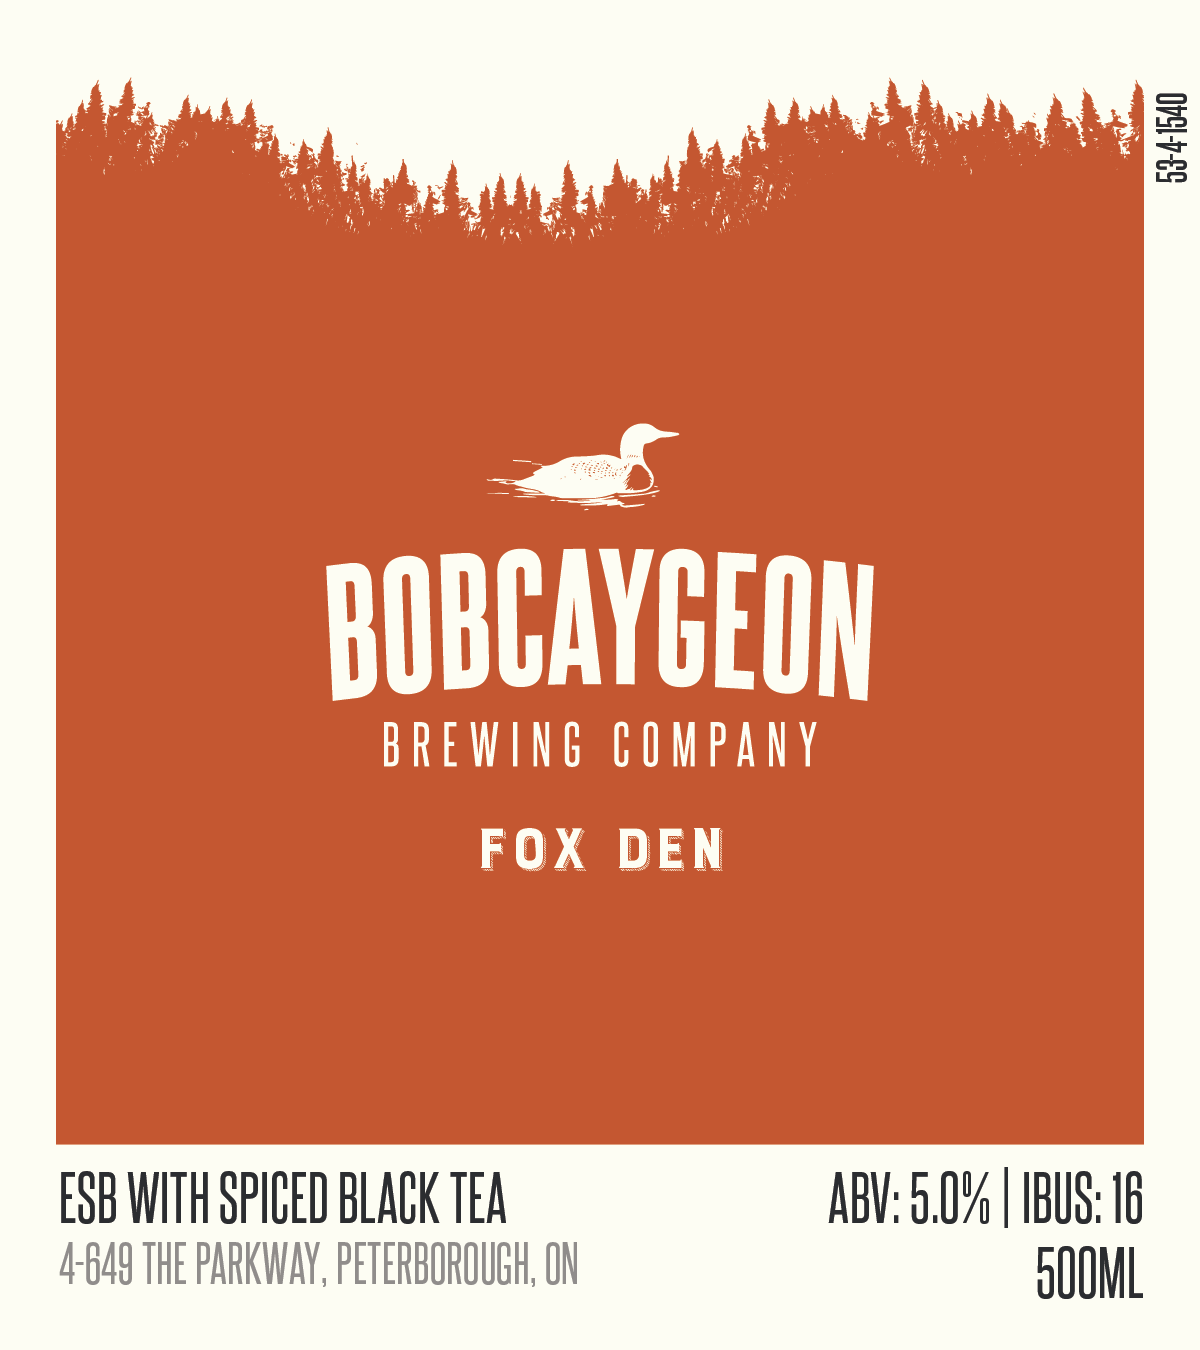 53-4-1540
BOBCAYGEON
BREWING COMPANY
FOX DEN
ESB WITH SPICED BLACK TEA
4-649 THE PARKWAY, PETERBOROUGH, ON
ABV: 5.0% | IBUS: 16
500ML